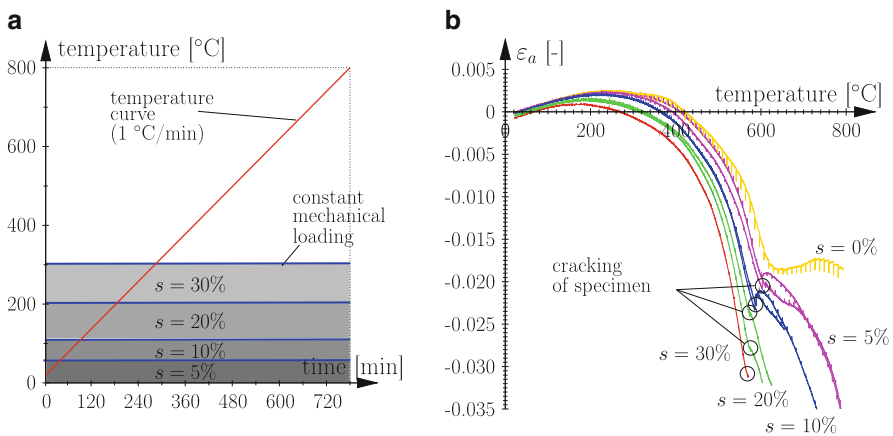 a
temperature [°C]
800
600
400
200
0
temperature
curve
(1 °C/min)
constant
mechanical
loading
s = 30%
s = 20%
s = 10%
s = 5%
time [min]
0 120 240 360 480 600 720
b
εa [-]
0.005
0
-0.005
-0.010
-0.015
-0.020
-0.025
-0.030
-0.035
temperature [°C]
200 400 600 800
cracking
of specimen
s = 0%
s = 5%
s = 30%
s = 20%
s = 10%